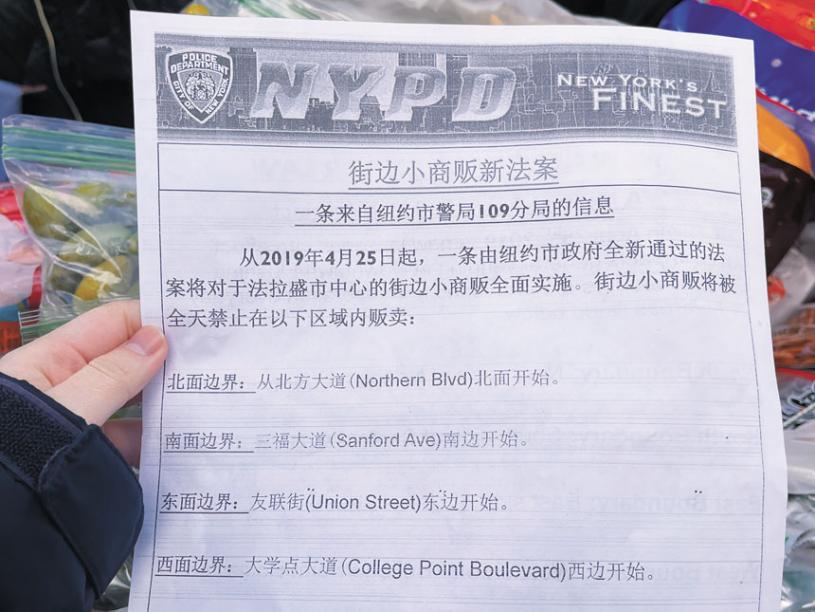 POLICE
DEPARTMENT
CITY OF
NEW YORK
NYPD
NEW YORK'S
FINEST
街边小商贩新法案
一条来自纽约市警局109分局的信息
从2019年4月25日起，一条由纽约市政府全新通过的法
案将对于法拉盛市中心的街边小商贩全面实施。街边小商贩将被
全天禁止在以下区域内贩卖：
北面边界：从北方大道(Northern Blvd)北面开始。
南面边界：三福大道(Sanford Ave)南边开始。
东面边界：友联街(Union Street)东边开始。
西面边界：大学点大道(College Point Boulevard)西边开始。